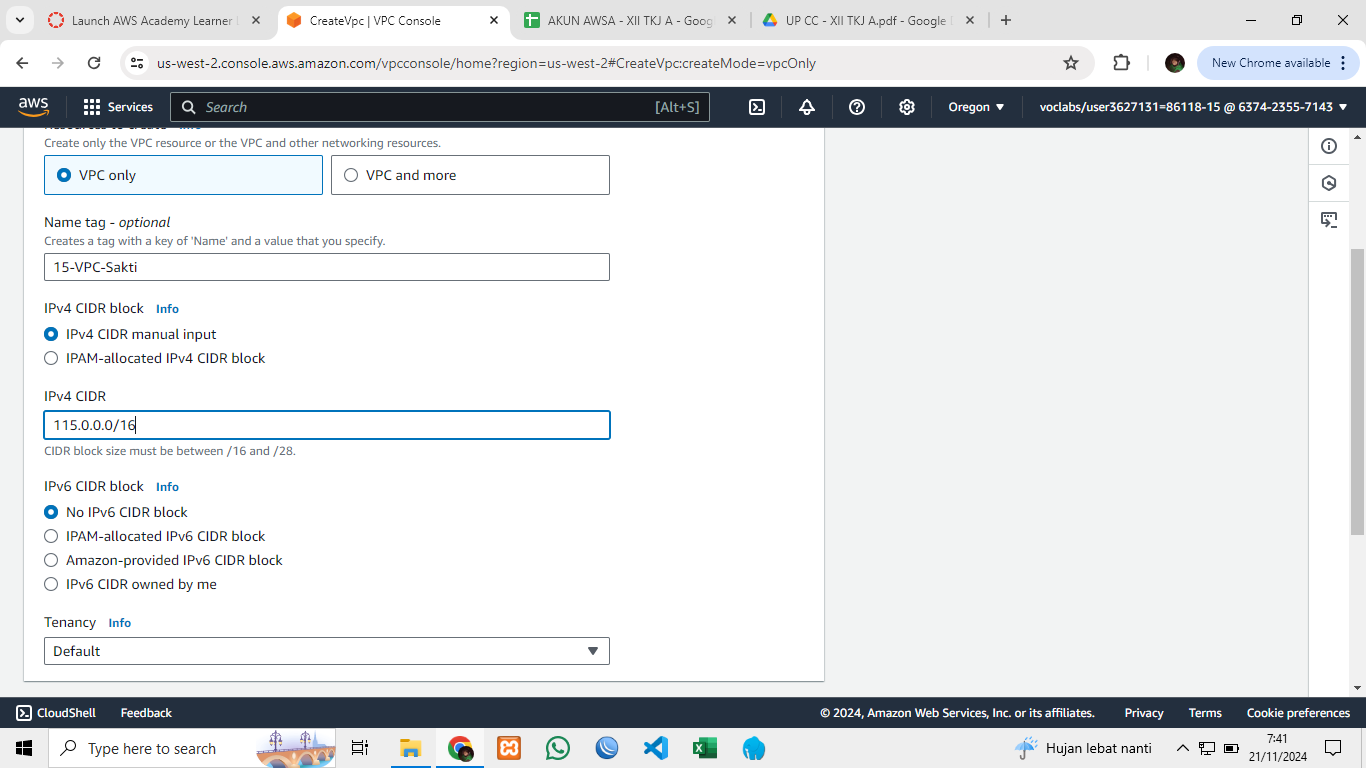 Launch AWS Academy Learner L
CreateVpc | VPC Console
AKUN AWSA - XII TKJ A - Goog
UP CC - XII TKJ A.pdf - Google D
us-west-2.console.aws.amazon.com/vpcconsole/home?region=us-west-2#CreateVpc:createMode=vpcOnly
New Chrome available
aws
Services
Search
[Alt+S]
Oregon
voclabs/user3627131=86118-15 @ 6374-2355-7143
Resources to create Info
Create only the VPC resource or the VPC and other networking resources.
VPC only
VPC and more
Name tag - optional
Creates a tag with a key of 'Name' and a value that you specify.
15-VPC-Sakti
IPv4 CIDR block Info
IPv4 CIDR manual input
IPAM-allocated IPv4 CIDR block
IPv4 CIDR
115.0.0.0/16
CIDR block size must be between /16 and /28.
IPv6 CIDR block Info
No IPv6 CIDR block
IPAM-allocated IPv6 CIDR block
Amazon-provided IPv6 CIDR block
IPv6 CIDR owned by me
Tenancy Info
Default
CloudShell
Feedback
© 2024, Amazon Web Services, Inc. or its affiliates.
Privacy
Terms
Cookie preferences
Type here to search
Hujan lebat nanti
7:41
21/11/2024